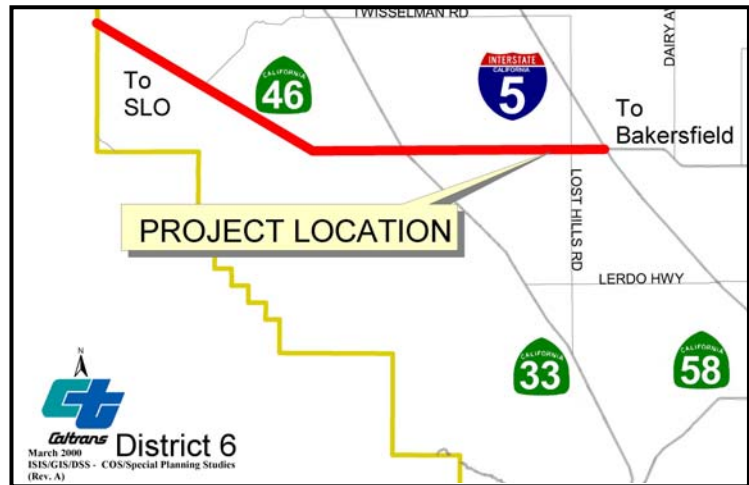 TWISSELMAN RD
DAIRY AV
To
SLO
CALIFORNIA
46
INTERSTATE
CALIFORNIA
5
To
Bakersfield
PROJECT LOCATION
LOST HILLS RD
LERDO HWY
CALIFORNIA
33
CALIFORNIA
58
N
ct
Caltrans
District 6
March 2000
ISIS/GIS/DSS - COS/Special Planning Studies
(Rev. A)